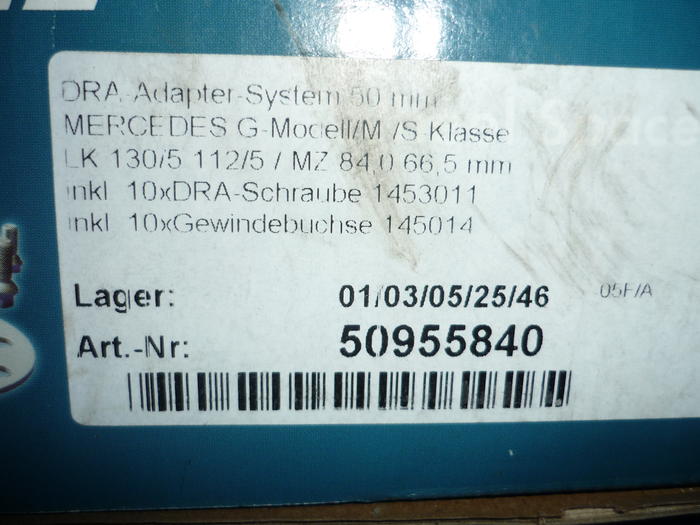 DRA-Adapter-System 50 mm
MERCEDES G-Modell/M /S-Klasse
LK 130/5 112/5 / MZ 84,0 66,5 mm
inkl 10xDRA-Schraube 1453011
inkl 10xGewindebuchse 145014
Lager: 01/03/05/25/46 05F/A
Art.-Nr: 50955840